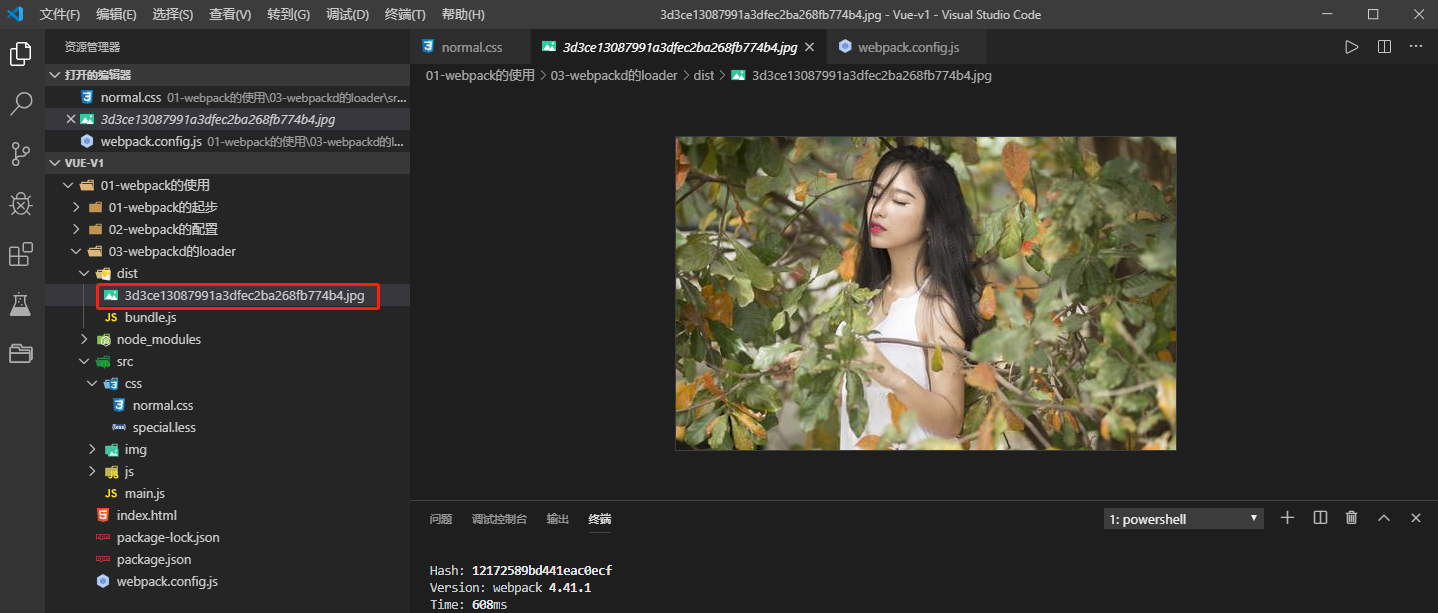 文件(F) 编辑(E) 选择(S) 查看(V) 转到(G) 调试(D) 终端(T) 帮助(H) 3d3ce13087991a3dfec2ba268fb774b4.jpg - Vue-v1 - Visual Studio Code
资源管理器
normal.css 3d3ce13087991a3dfec2ba268fb774b4.jpg webpack.config.js
打开的编辑器
normal.css 01-webpack的使用\03-webpackd的loader\sr...
3d3ce13087991a3dfec2ba268fb774b4.jpg
webpack.config.js 01-webpack的使用\03-webpackd的l...
VUE-V1
01-webpack的使用
01-webpack的起步
02-webpack的配置
03-webpackd的loader
dist
3d3ce13087991a3dfec2ba268fb774b4.jpg
JS bundle.js
node_modules
src
css
normal.css
special.less
img
js
JS main.js
index.html
package-lock.json
package.json
webpack.config.js
01-webpack的使用 > 03-webpackd的loader > dist > 3d3ce13087991a3dfec2ba268fb774b4.jpg
问题 调试控制台 输出 终端 1: powershell
Hash: 12172589bd441eac0ecf
Version: webpack 4.41.1
Time: 608ms